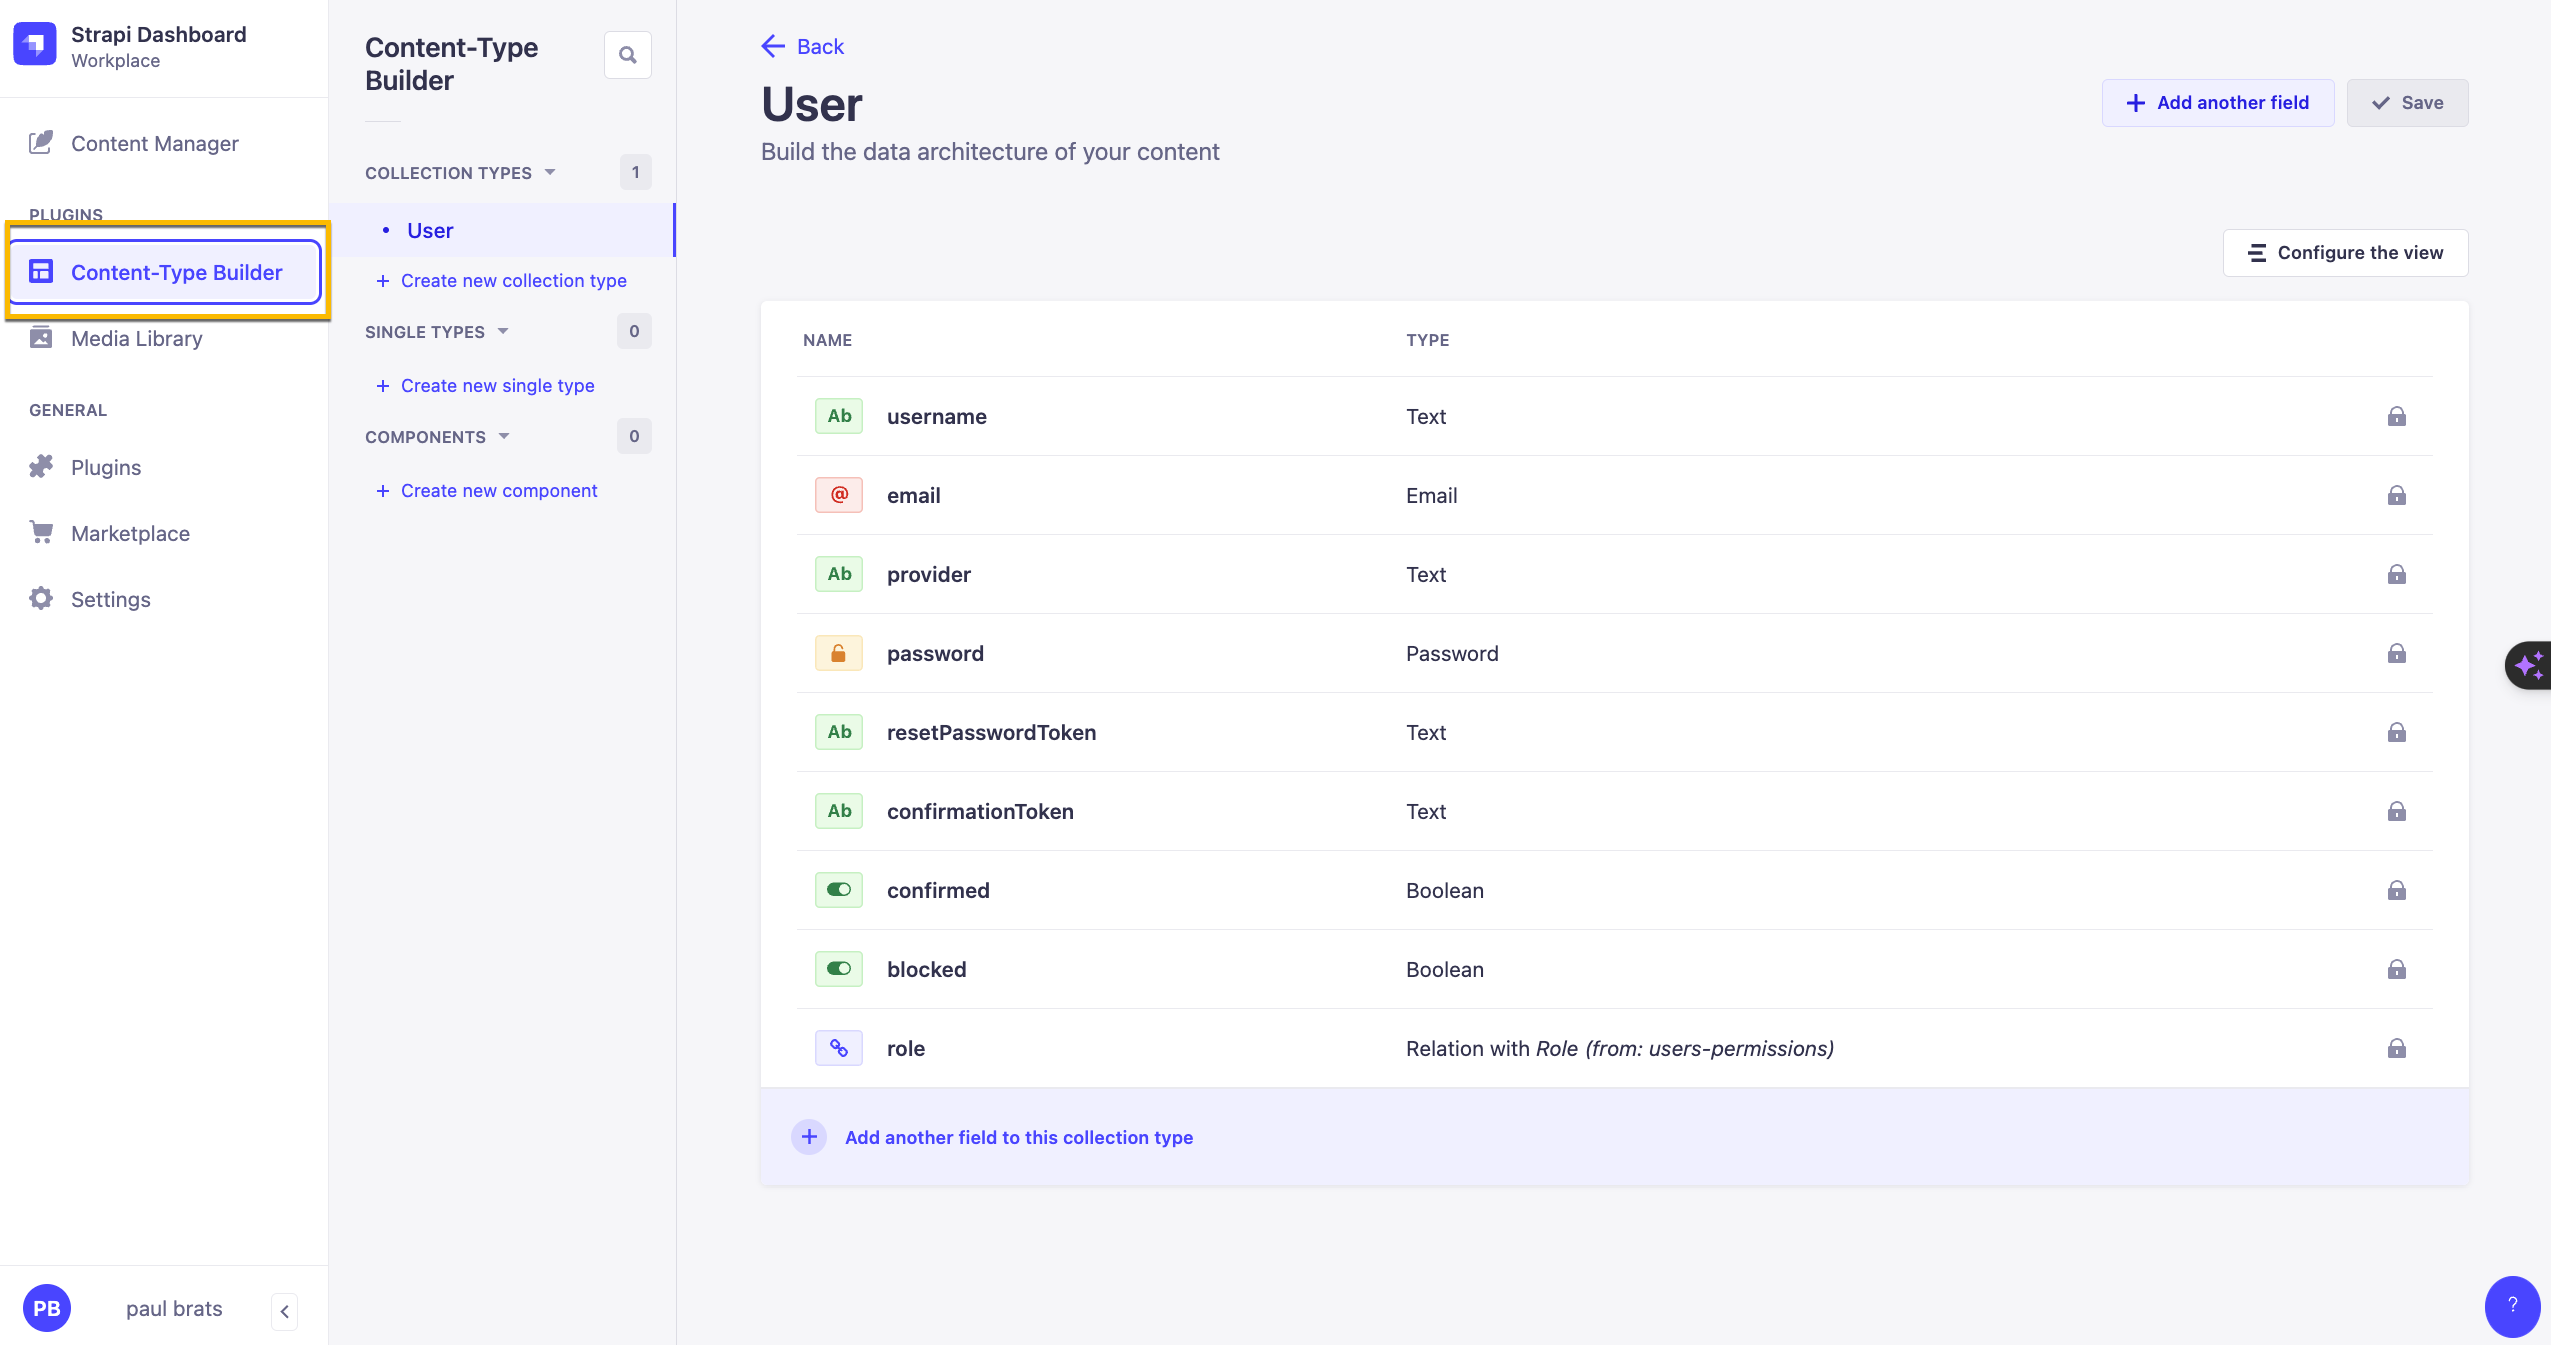 Strapi Dashboard
Workplace
Content Manager
PLUGINS
Content-Type Builder
Media Library
GENERAL
Plugins
Marketplace
Settings
PB
paul brats
Content-Type
Builder
COLLECTION TYPES
1
User
+ Create new collection type
SINGLE TYPES
0
+ Create new single type
COMPONENTS
0
+ Create new component
Back
User
Build the data architecture of your content
+ Add another field
Save
Configure the view
NAME TYPE
Ab username Text
@ email Email
Ab provider Text
password Password
Ab resetPasswordToken Text
Ab confirmationToken Text
confirmed Boolean
blocked Boolean
role Relation with Role (from: users-permissions)
+ Add another field to this collection type
?